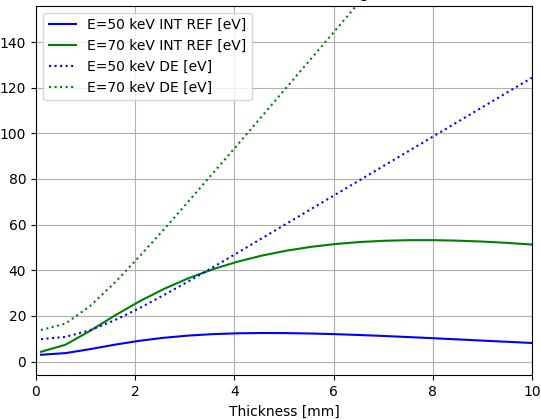 E=50 keV INT REF [eV]
E=70 keV INT REF [eV]
E=50 keV DE [eV]
E=70 keV DE [eV]
140
120
100
80
60
40
20
0
0 2 4 6 8 10
Thickness [mm]